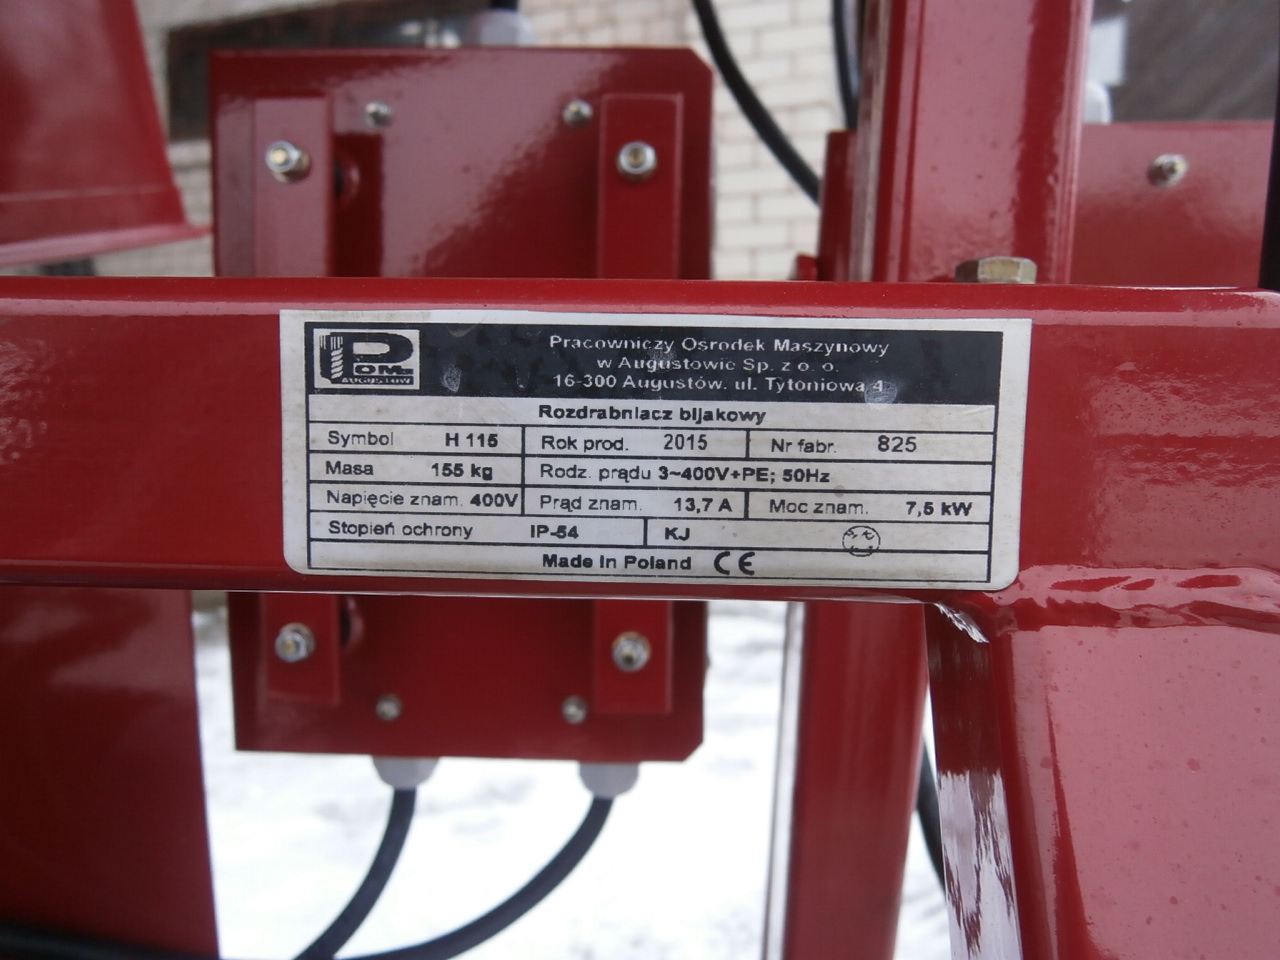 POM
AUGUSTÓW
Pracowniczy Ośrodek Maszynowy
w Augustowie Sp. z o. o.
16-300 Augustów, ul. Tytoniowa 4
Rozdrabniacz bijakowy
Symbol H 115 Rok prod. 2015 Nr fabr. 825
Masa 155 kg Rodz. prądu 3~400V+PE; 50Hz
Napięcie znam. 400V Prąd znam. 13,7 A Moc znam. 7,5 kW
Stopień ochrony IP-54 KJ
Made in Poland CE